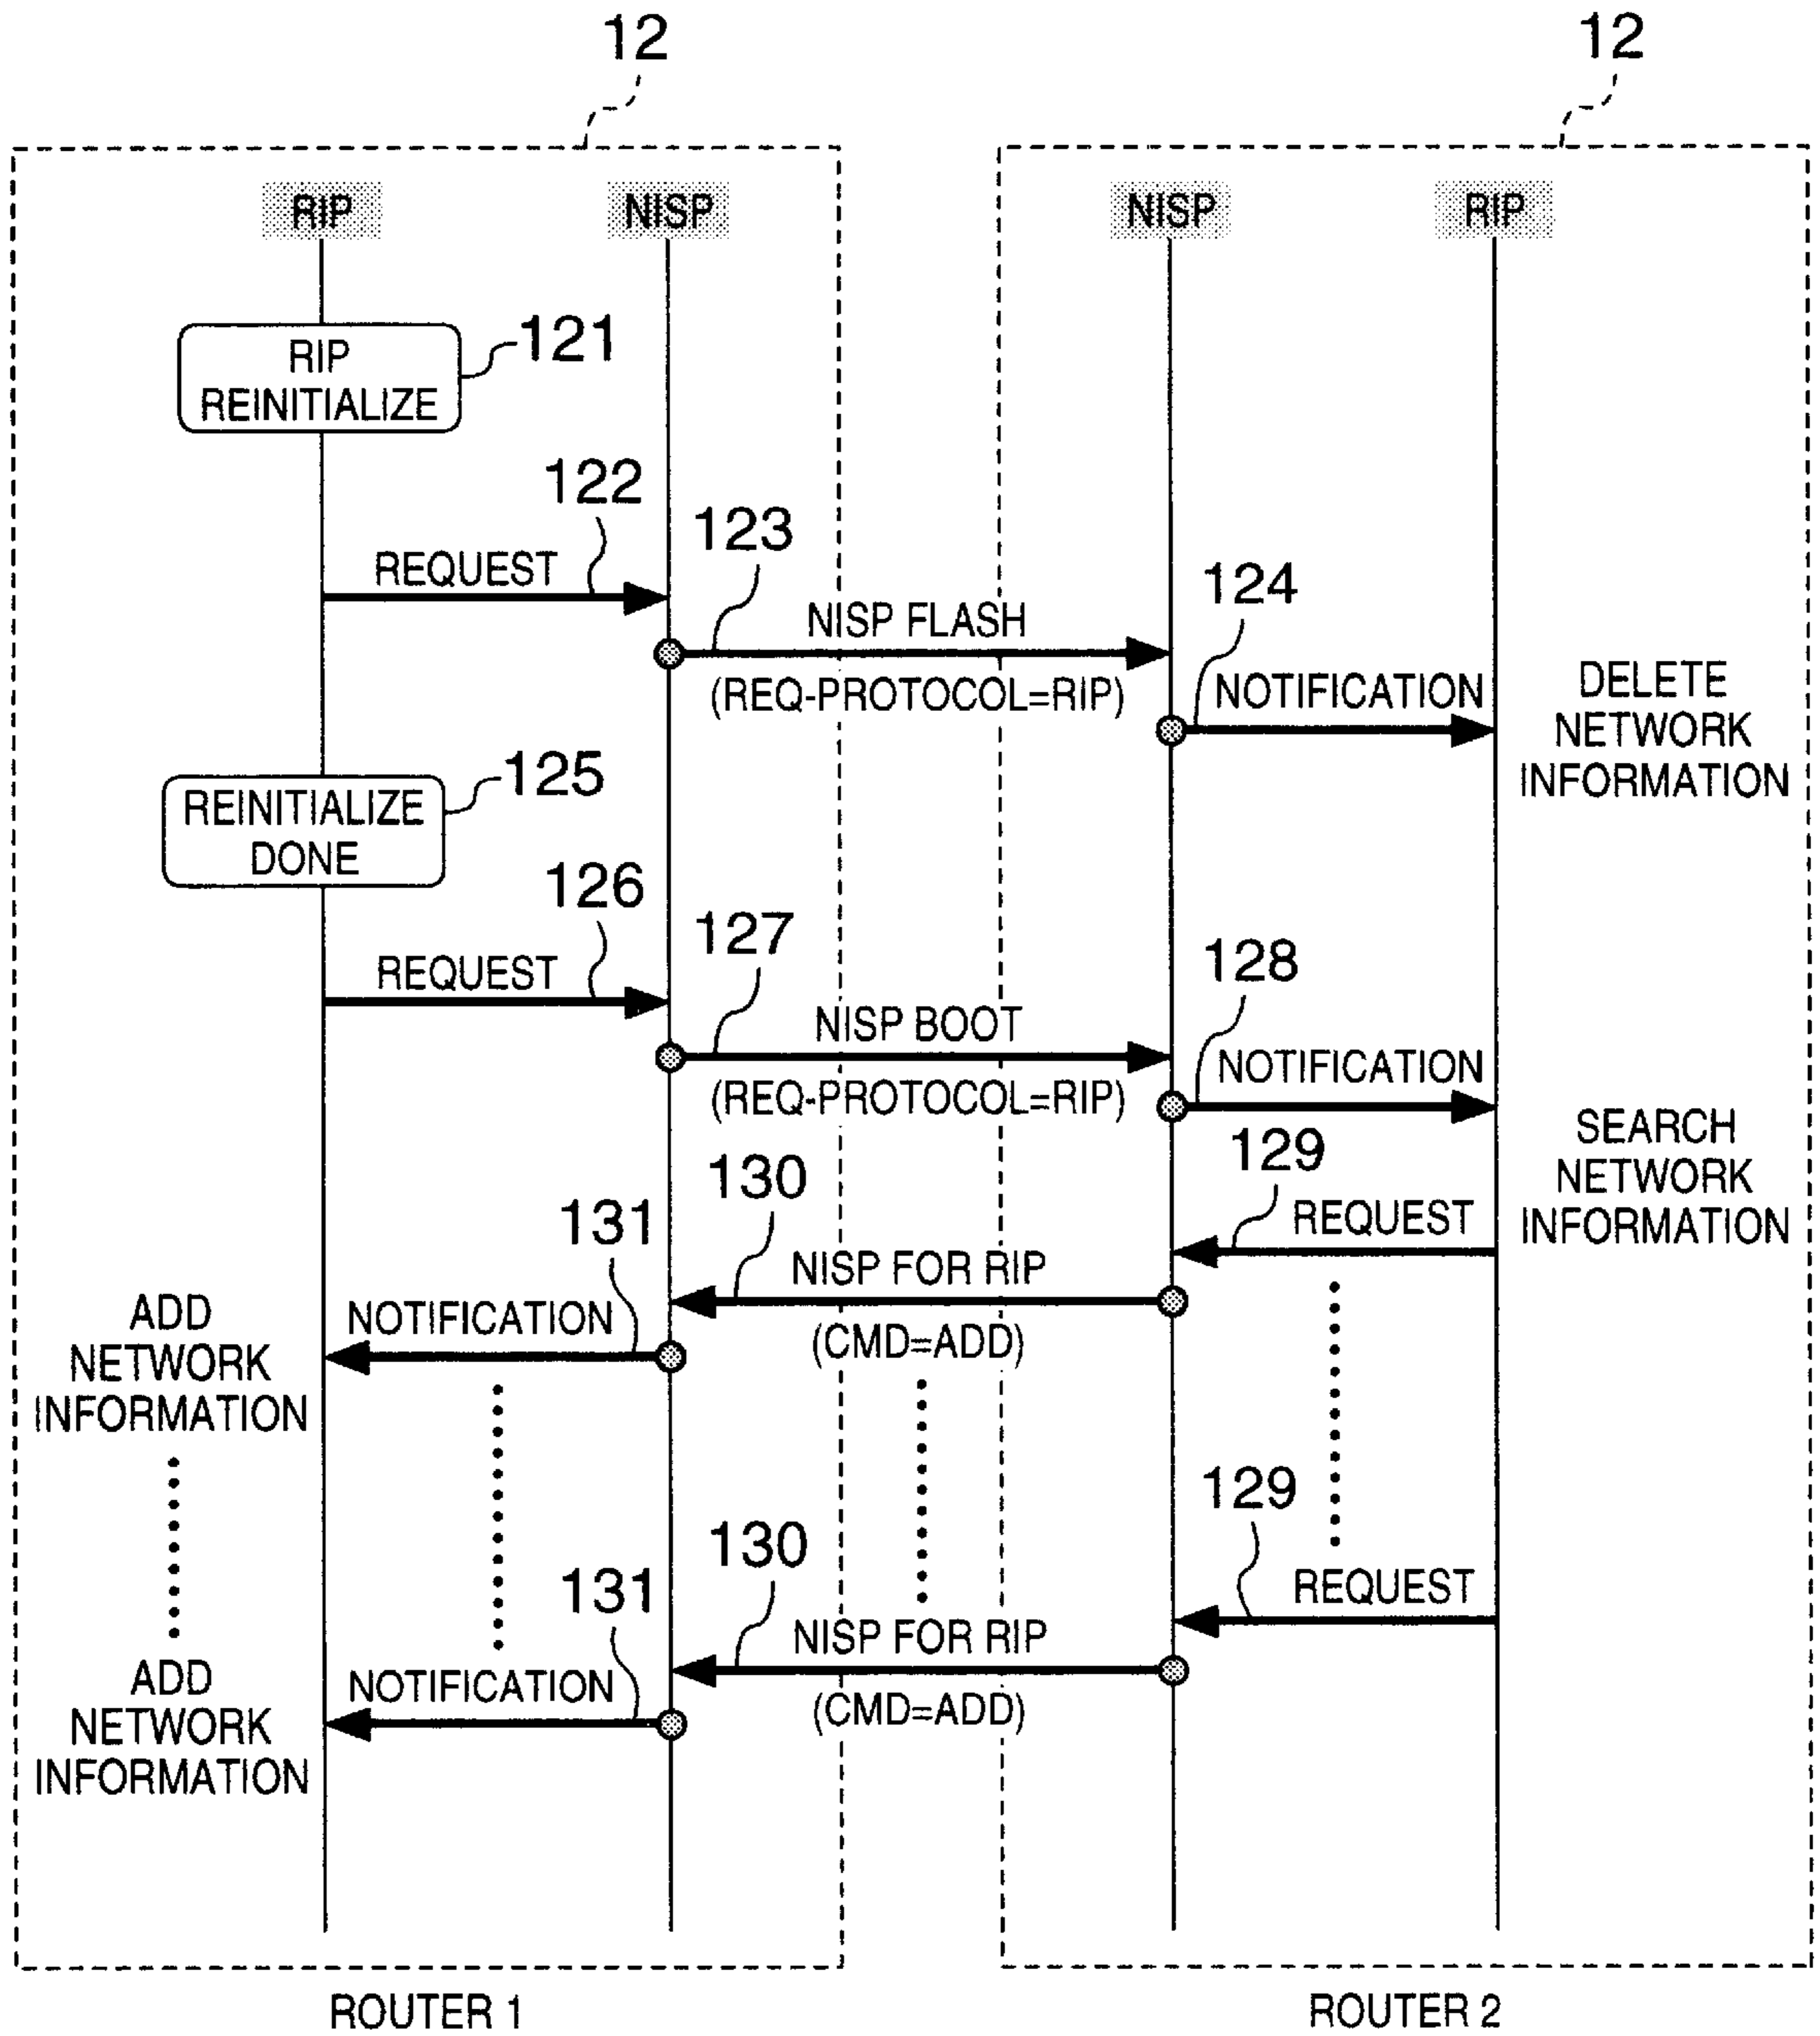 12
12
RIP
NISP
NISP
RIP
RIP
REINITIALIZE
121
122
REQUEST
123
NISP FLASH
(REQ-PROTOCOL=RIP)
124
NOTIFICATION
DELETE
NETWORK
INFORMATION
REINITIALIZE
DONE
125
126
REQUEST
127
NISP BOOT
(REQ-PROTOCOL=RIP)
128
NOTIFICATION
SEARCH
NETWORK
INFORMATION
129
REQUEST
130
NISP FOR RIP
(CMD=ADD)
131
NOTIFICATION
ADD
NETWORK
INFORMATION
129
REQUEST
130
NISP FOR RIP
(CMD=ADD)
131
NOTIFICATION
ADD
NETWORK
INFORMATION
ROUTER 1
ROUTER 2